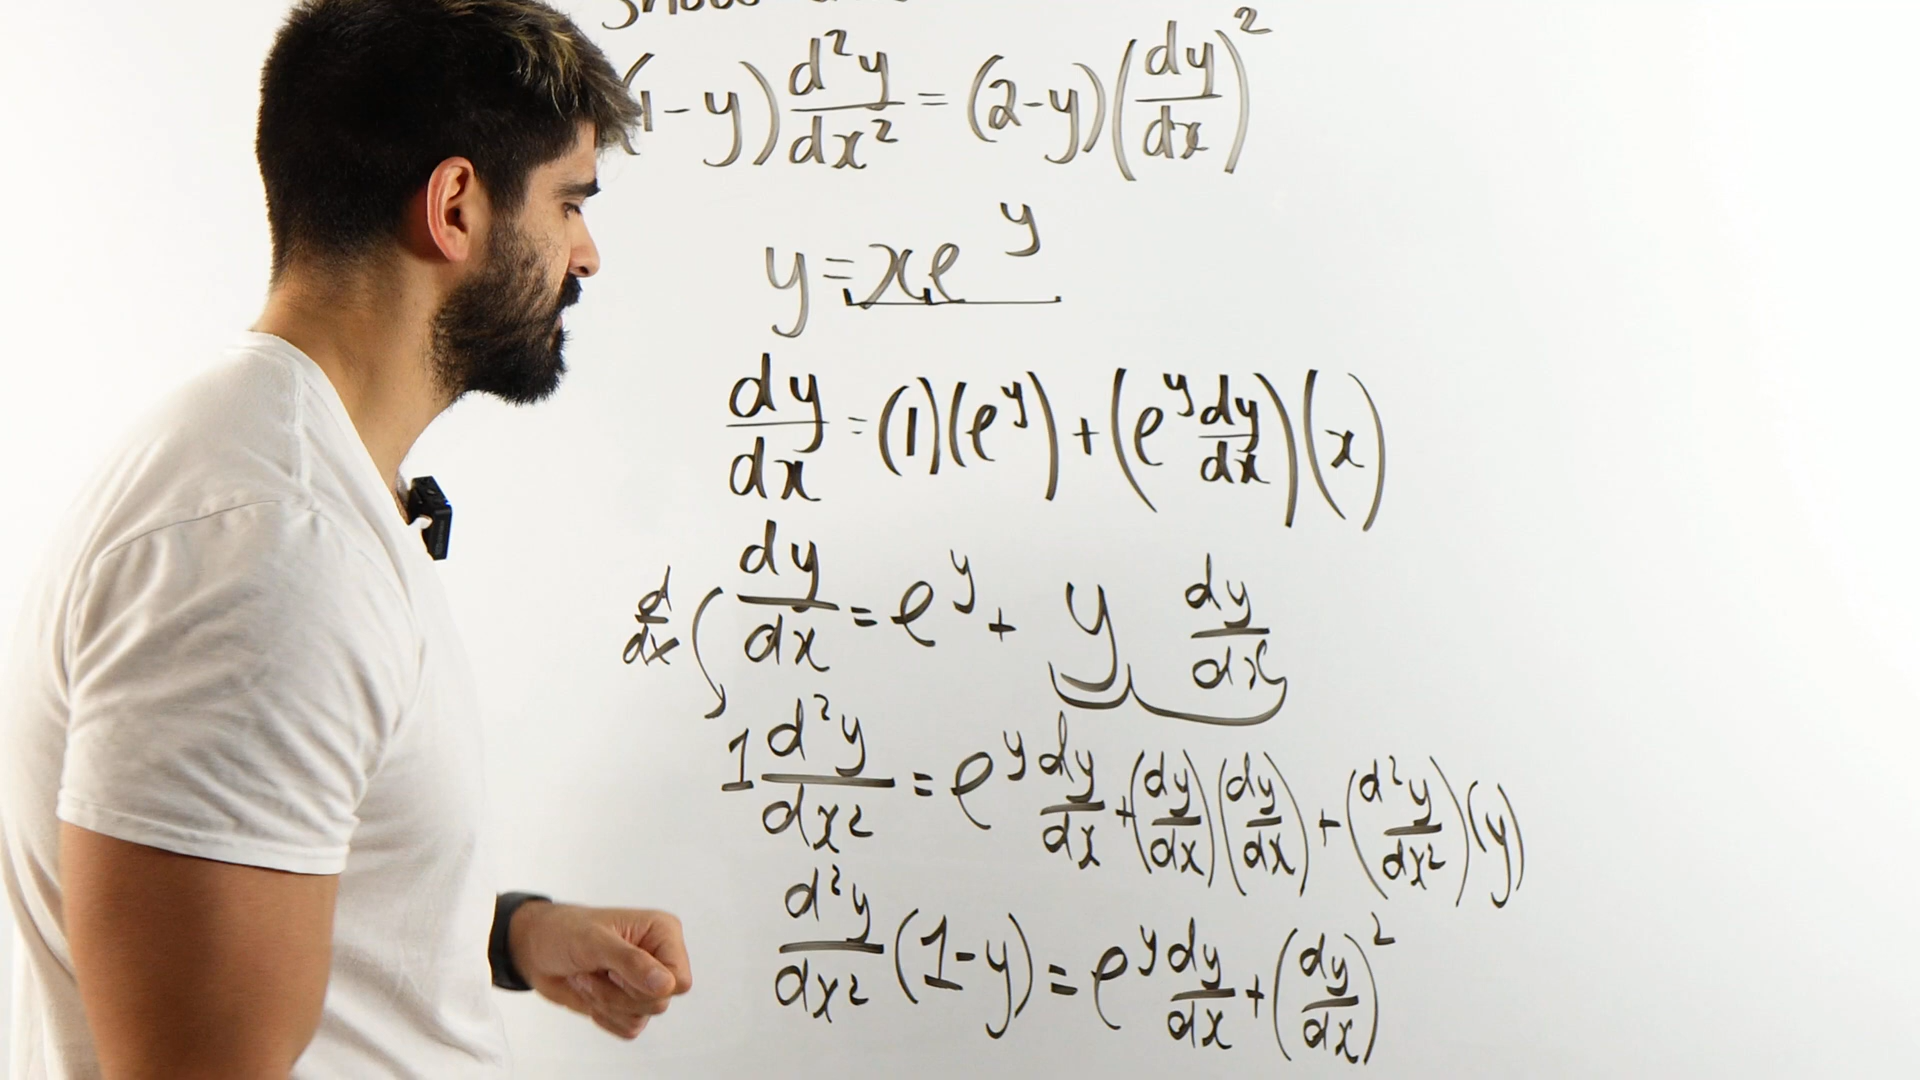 (1-y) d²y/dx² = (2-y)(dy/dx)²
y = xe^y
dy/dx = (1)(e^y) + (e^y dy/dx)(x)
d/dx ( dy/dx = e^y + y dy/dx
1 d²y/dx² = e^y dy/dx + (dy/dx)(dy/dx) + (d²y/dx²)(y)
d²y/dx² (1-y) = e^y dy/dx + (dy/dx)²